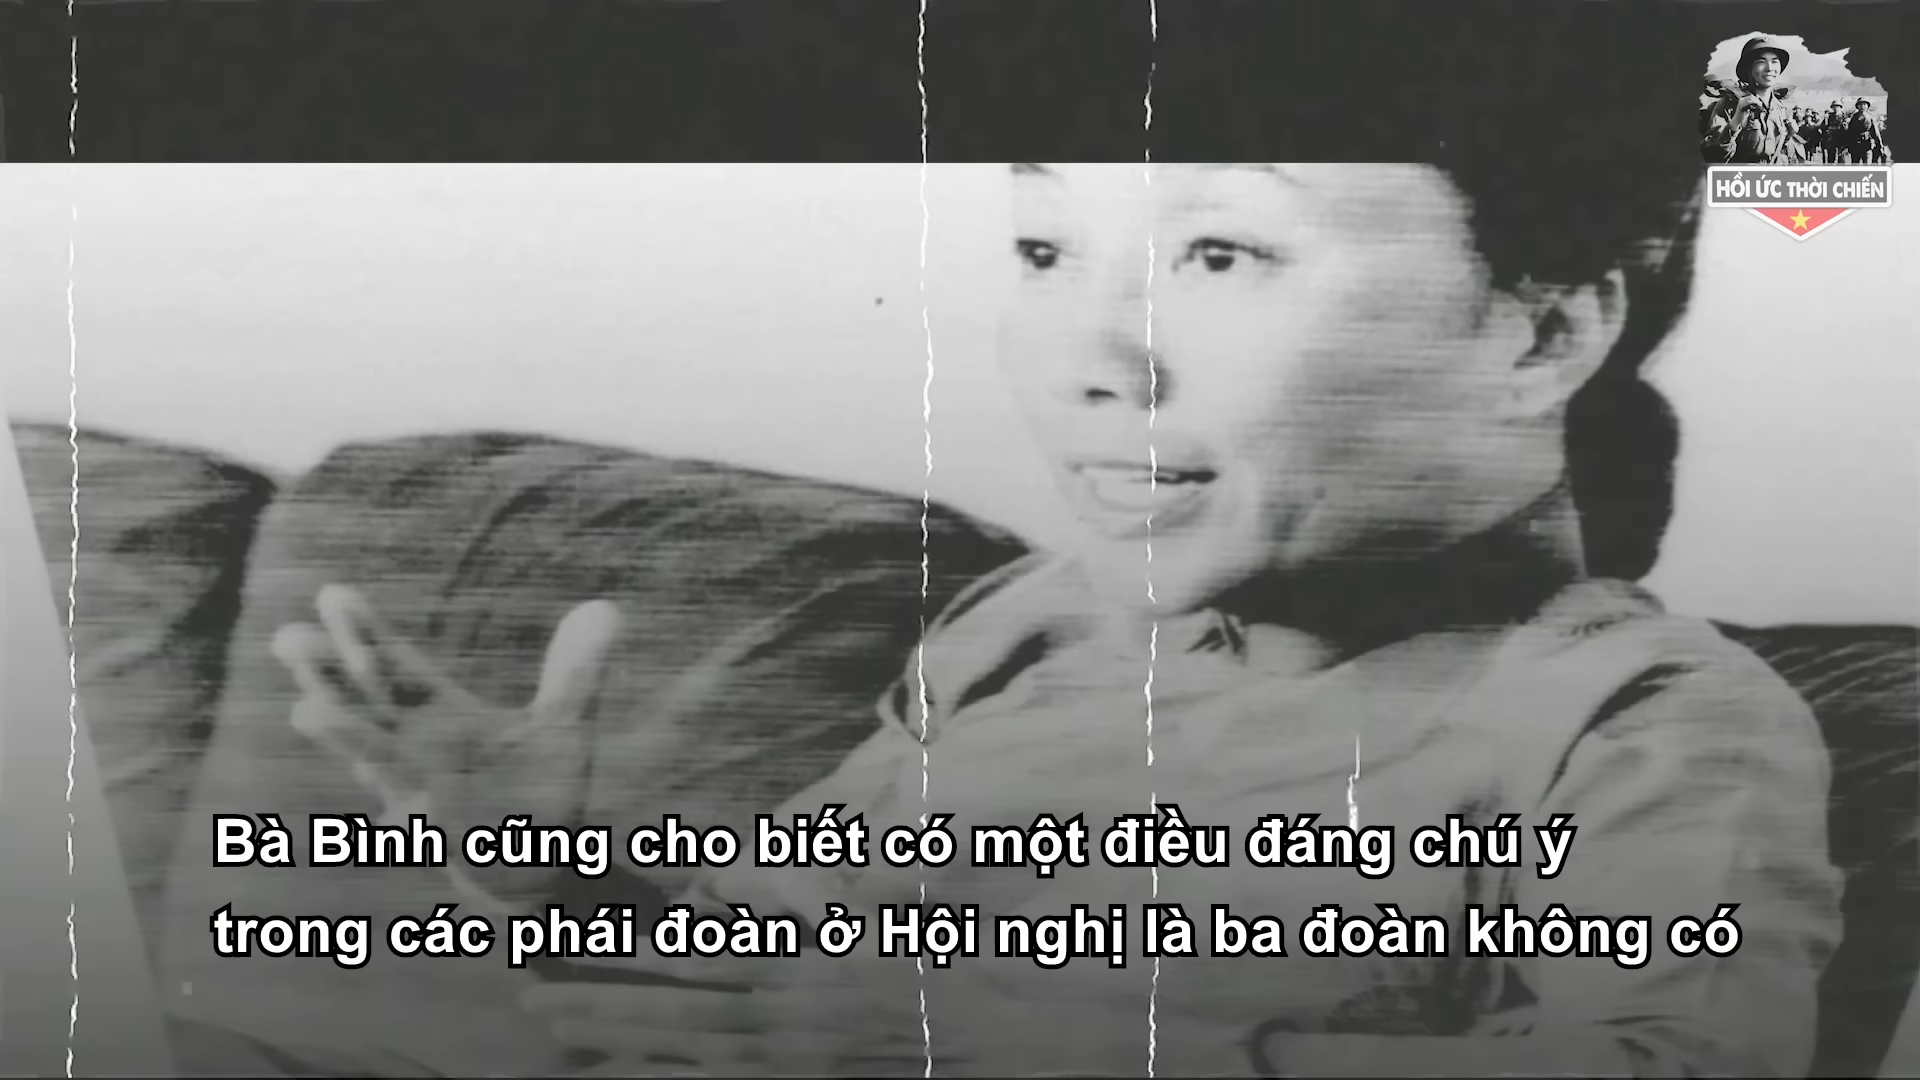 HỒI ỨC THỜI CHIẾN
Bà Bình cũng cho biết có một điều đáng chú ý
trong các phái đoàn ở Hội nghị là ba đoàn không có